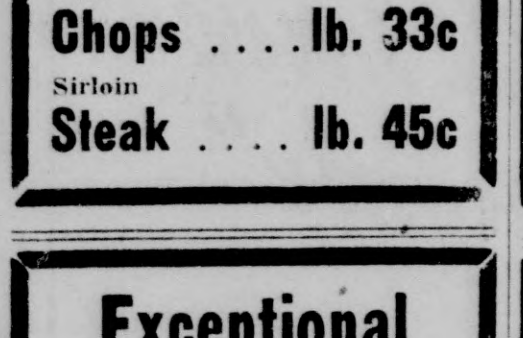 Chops .... lb. 33c
Sirloin
Steak .... lb. 45c
Exceptional